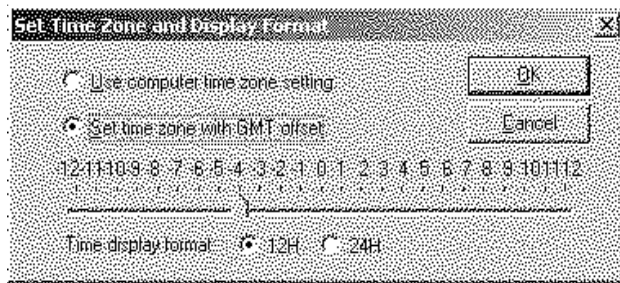 Set Time Zone and Display Format
Use computer time zone setting
OK
Set time zone with GMT offset
Cancel
-12-11-10-9 -8 -7 -6 -5 -4 -3 -2 -1 0 1 2 3 4 5 6 7 8 9 10 11 12
Time display format 12H 24H